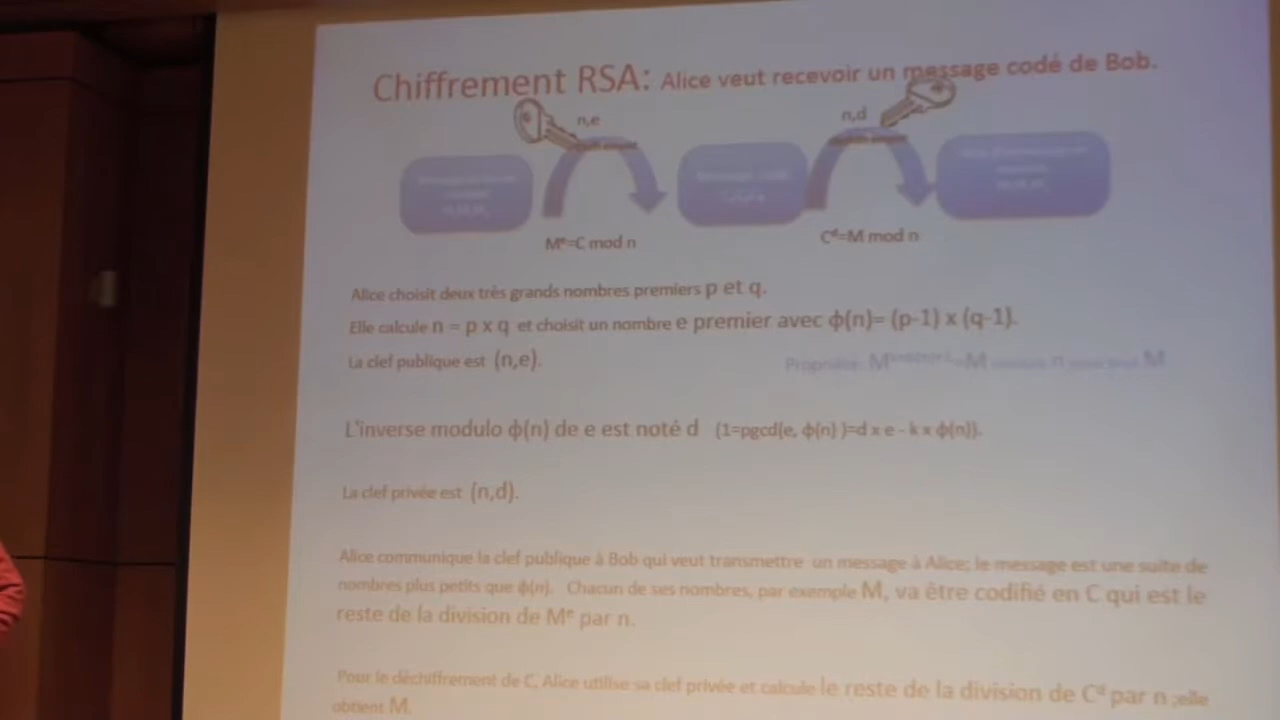 Chiffrement RSA: Alice veut recevoir un message codé de Bob.
n,e
n,d
Mᵉ=C mod n
Cᵈ=M mod n
Alice choisit deux très grands nombres premiers p et q.
Elle calcule n = p x q et choisit un nombre e premier avec ϕ(n)= (p-1) x (q-1).
La clef publique est (n,e).
Propriété: M =M M
L'inverse modulo ϕ(n) de e est noté d (1=pgcd(e, ϕ(n) )=d x e - k x ϕ(n)).
La clef privée est (n,d).
Alice communique la clef publique à Bob qui veut transmettre un message à Alice; le message est une suite de
nombres plus petits que ϕ(n). Chacun de ses nombres, par exemple M, va être codifié en C qui est le
reste de la division de Mᵉ par n.
Pour le déchiffrement de C, Alice utilise sa clef privée et calcule le reste de la division de Cᵈ par n ;elle
obtient M.